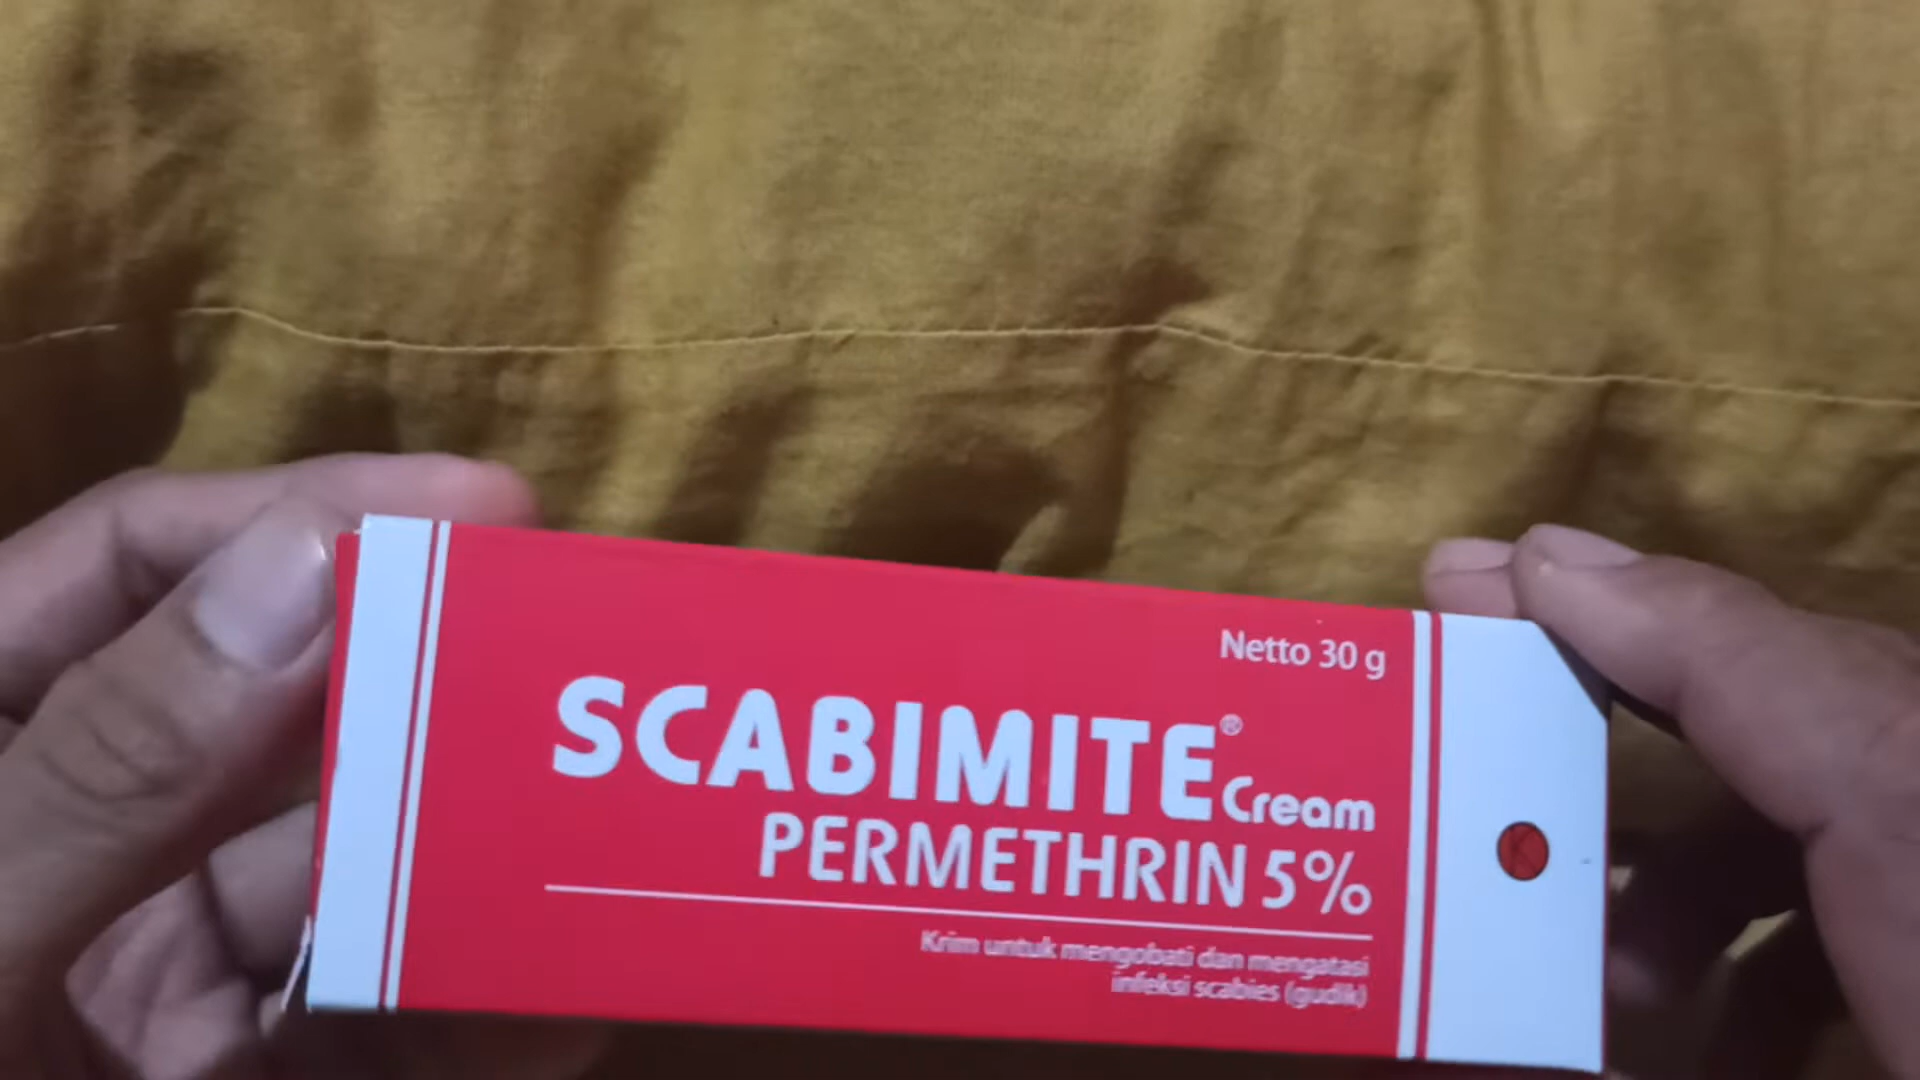 Netto 30 g
SCABIMITE® Cream
PERMETHRIN 5%
Krim untuk mengobati dan mengatasi
infeksi scabies (gudik)
K